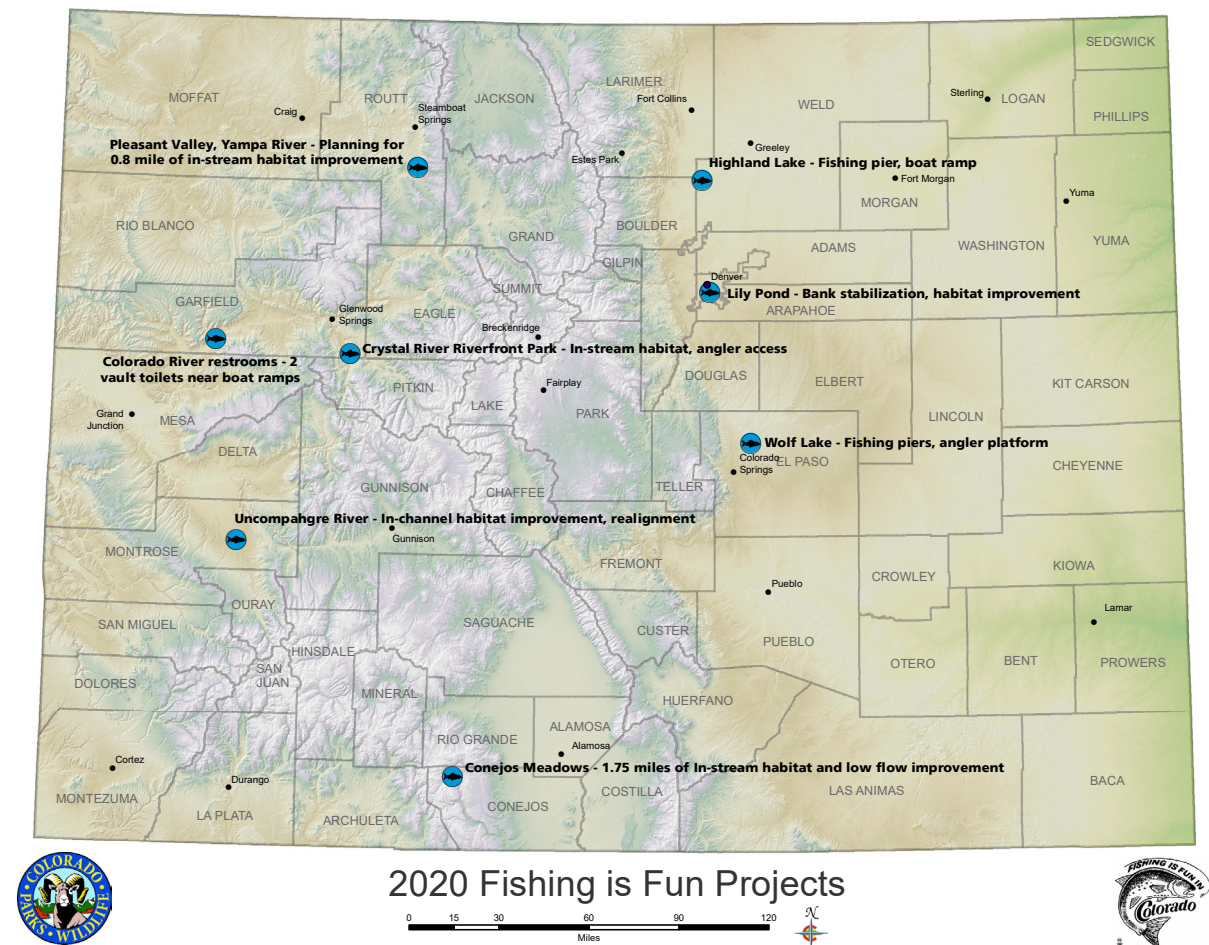 SEDGWICK
LARIMER
MOFFAT
ROUTT
JACKSON
Fort Collins
WELD
Sterling
LOGAN
Craig
Steamboat
Springs
PHILLIPS
Pleasant Valley, Yampa River - Planning for
0.8 mile of in-stream habitat improvement
Estes Park
Greeley
Highland Lake - Fishing pier, boat ramp
Fort Morgan
MORGAN
Yuma
RIO BLANCO
GRAND
BOULDER
ADAMS
WASHINGTON
YUMA
GILPIN
Denver
SUMMIT
Lily Pond - Bank stabilization, habitat improvement
ARAPAHOE
GARFIELD
Glenwood
Springs
EAGLE
Breckenridge
Crystal River Riverfront Park - In-stream habitat, angler access
Colorado River restrooms - 2
vault toilets near boat ramps
PITKIN
Fairplay
DOUGLAS
ELBERT
KIT CARSON
LAKE
PARK
Grand
Junction
MESA
LINCOLN
DELTA
Wolf Lake - Fishing piers, angler platform
Colorado
Springs
EL PASO
CHEYENNE
GUNNISON
CHAFFEE
TELLER
Uncompahgre River - In-channel habitat improvement, realignment
Gunnison
MONTROSE
FREMONT
CROWLEY
KIOWA
Pueblo
OURAY
SAN MIGUEL
SAGUACHE
CUSTER
PUEBLO
Lamar
HINSDALE
SAN
JUAN
OTERO
BENT
PROWERS
DOLORES
MINERAL
HUERFANO
RIO GRANDE
ALAMOSA
Alamosa
Cortez
Conejos Meadows - 1.75 miles of In-stream habitat and low flow improvement
Durango
MONTEZUMA
LA PLATA
ARCHULETA
CONEJOS
COSTILLA
LAS ANIMAS
BACA
COLORADO
PARKS • WILDLIFE
2020 Fishing is Fun Projects
0 15 30 60 90 120
Miles
N
FISHING IS FUN IN
Colorado